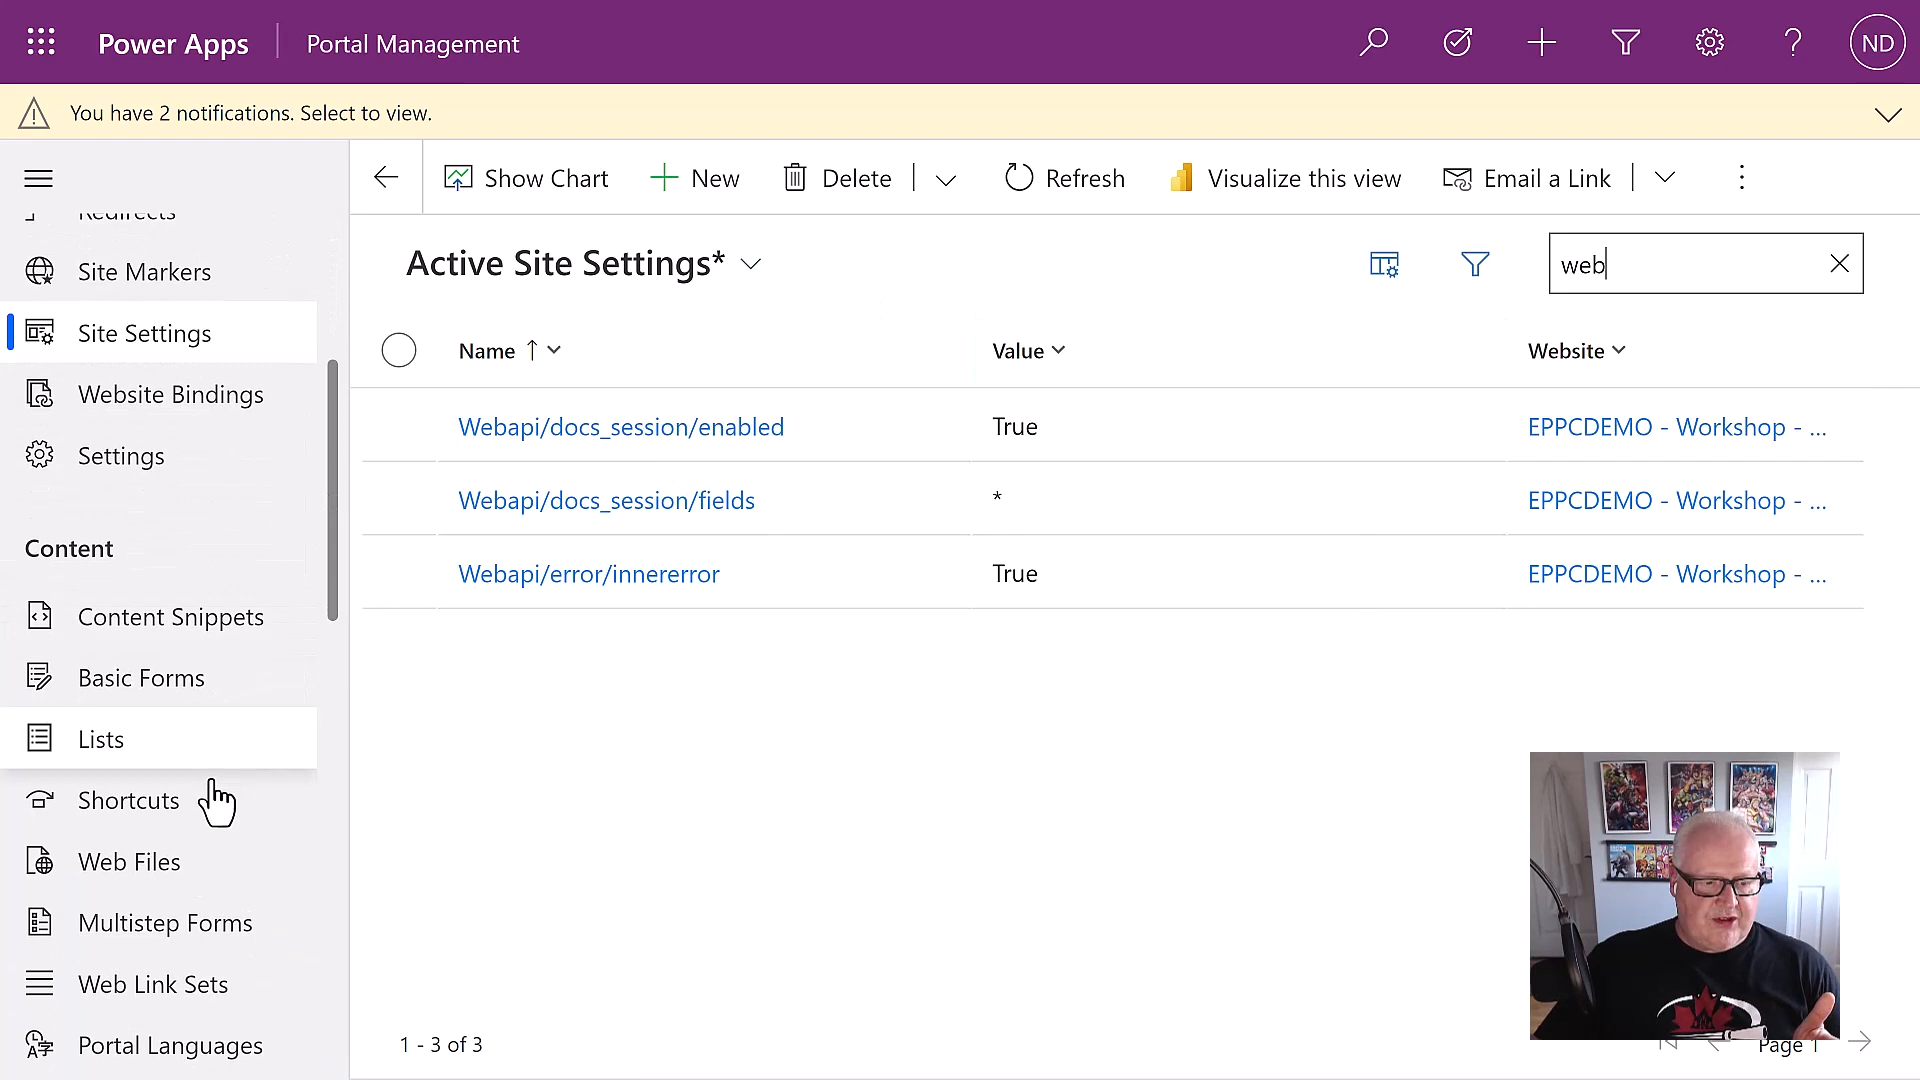 Power Apps
Portal Management
ND
You have 2 notifications. Select to view.
Show Chart
New
Delete
Refresh
Visualize this view
Email a Link
Redirects
Site Markers
Site Settings
Website Bindings
Settings
Content
Content Snippets
Basic Forms
Lists
Shortcuts
Web Files
Multistep Forms
Web Link Sets
Portal Languages
Active Site Settings*
web
Name
Value
Website
Webapi/docs_session/enabled
True
EPPCDEMO - Workshop - ...
Webapi/docs_session/fields
*
EPPCDEMO - Workshop - ...
Webapi/error/innererror
True
EPPCDEMO - Workshop - ...
1 - 3 of 3
Page 1